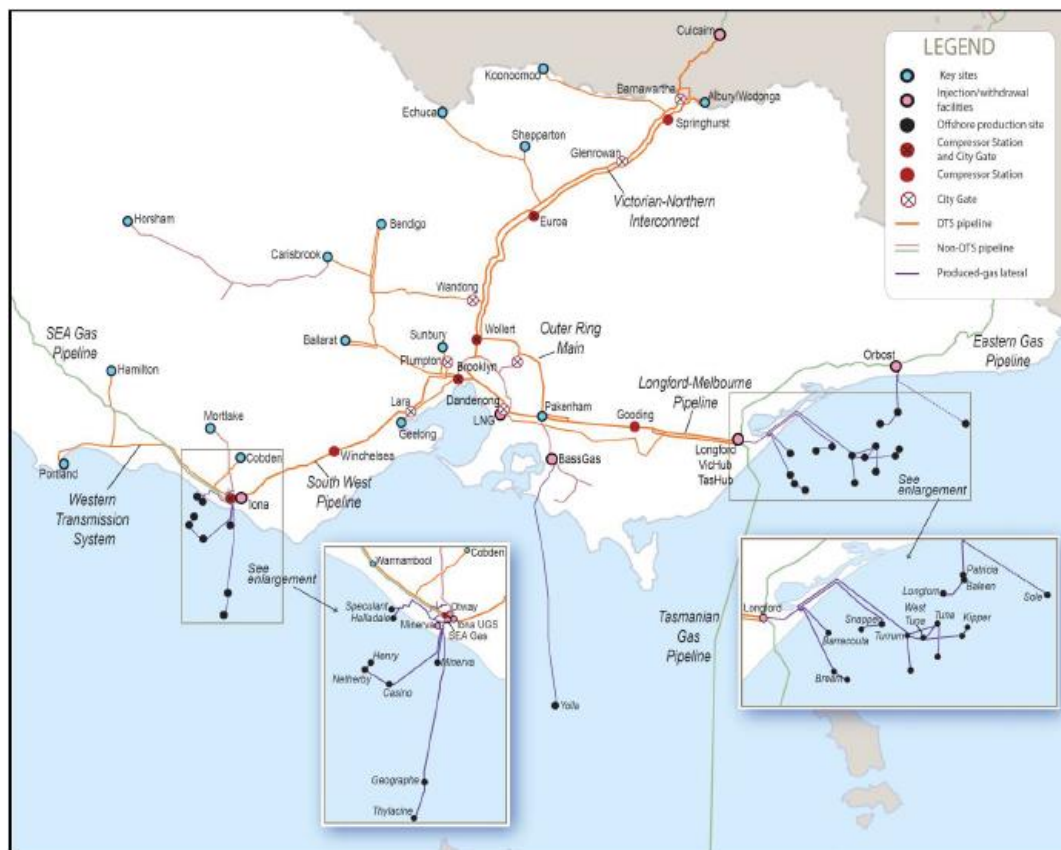 LEGEND
Key sites
Injection/withdrawal
facilities
Offshore production site
Compressor Station
and City Gate
Compressor Station
City Gate
DTS pipeline
Non-DTS pipeline
Produced-gas lateral
Culcairn
Koonoomoo
Barnawartha
Albury/Wodonga
Echuca
Springhurst
Shepparton
Glenrowan
Victorian-Northern
Interconnect
Horsham
Bendigo
Euroa
Carisbrook
Wandong
SEA Gas
Pipeline
Ballarat
Sunbury
Wollert
Outer Ring
Main
Plumpton
Brooklyn
Orbost
Eastern Gas
Pipeline
Hamilton
Longford-Melbourne
Pipeline
Lara
Dandenong
LNG
Pakenham
Gooding
Mortlake
Geelong
Longford
VicHub
TasHub
Cobden
Winchelsea
BassGas
Portland
Iona
South West
Pipeline
See
enlargement
Western
Transmission
System
See
enlargement
Tasmanian
Gas
Pipeline
Yolla
Warrnambool
Cobden
Speculant
Halladale
Otway
Minerva
Iona UGS
SEA Gas
Henry
Minerva
Netherby
Casino
Geographe
Thylacine
Patricia
Baleen
Longtom
Sole
Longford
Snapper
West
Tuna
Tuna
Kipper
Barracouta
Turrum
Bream